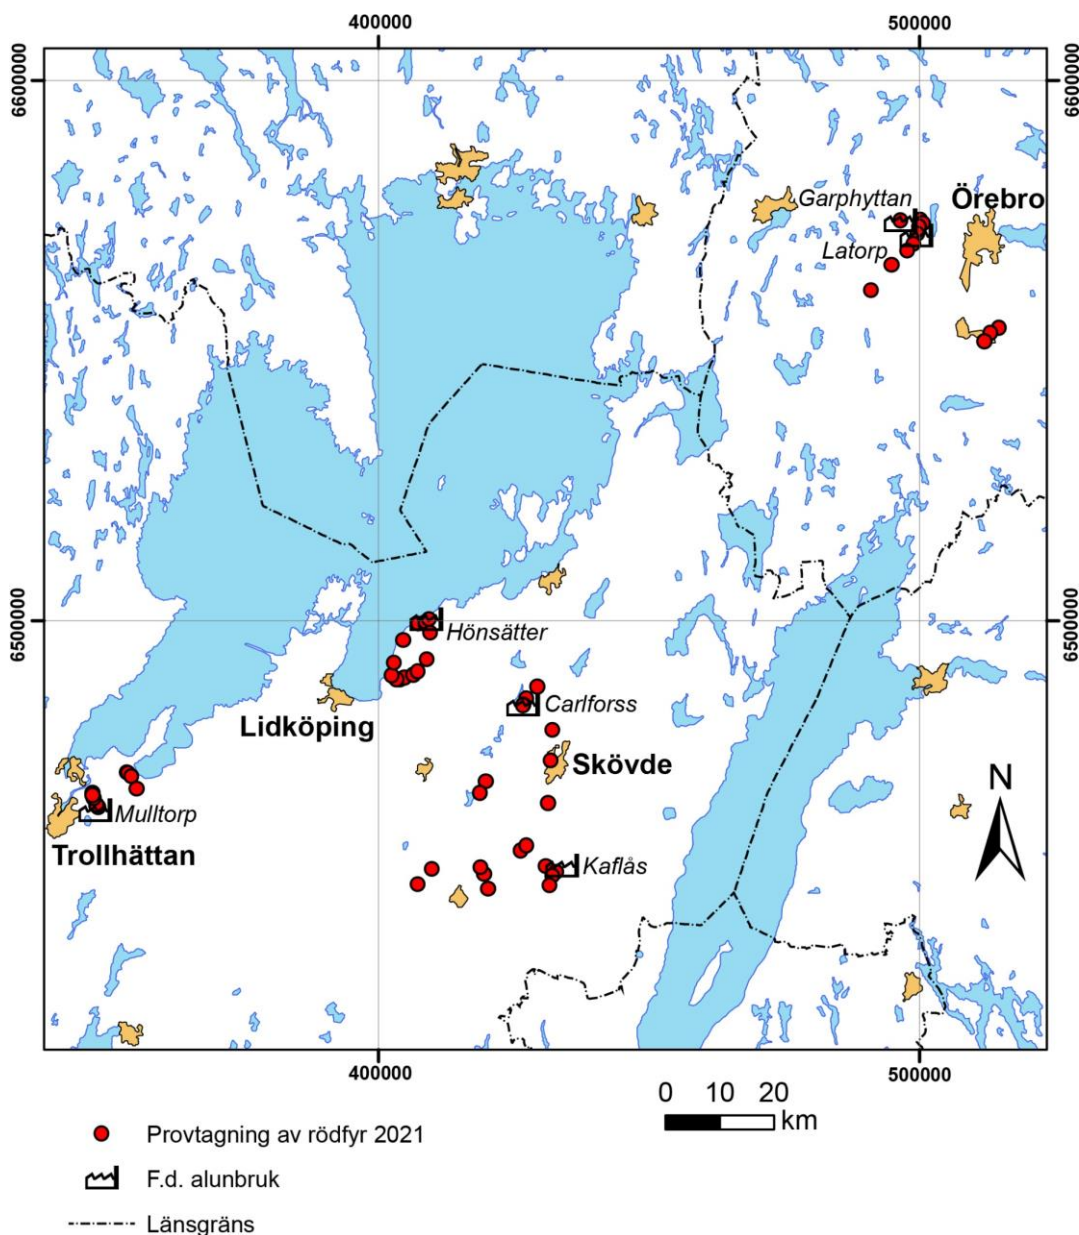 400000
500000
6600000
6600000
Garphyttan
Örebro
Latorp
6500000
6500000
Hönsätter
Lidköping
Carlforss
Skövde
Mulltorp
Trollhättan
Kaflås
N
400000
500000
0 10 20
km
Provtagning av rödfyr 2021
F.d. alunbruk
Länsgräns